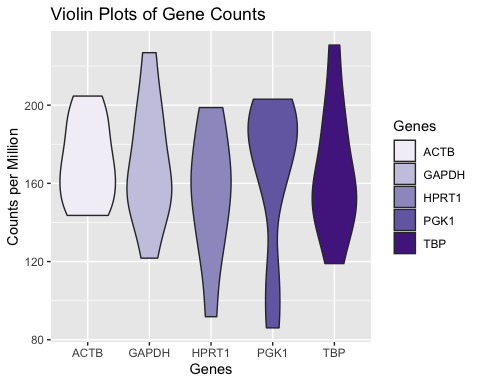 Violin Plots of Gene Counts
Counts per Million
200
160
120
80
ACTB GAPDH HPRT1 PGK1 TBP
Genes
Genes
ACTB
GAPDH
HPRT1
PGK1
TBP